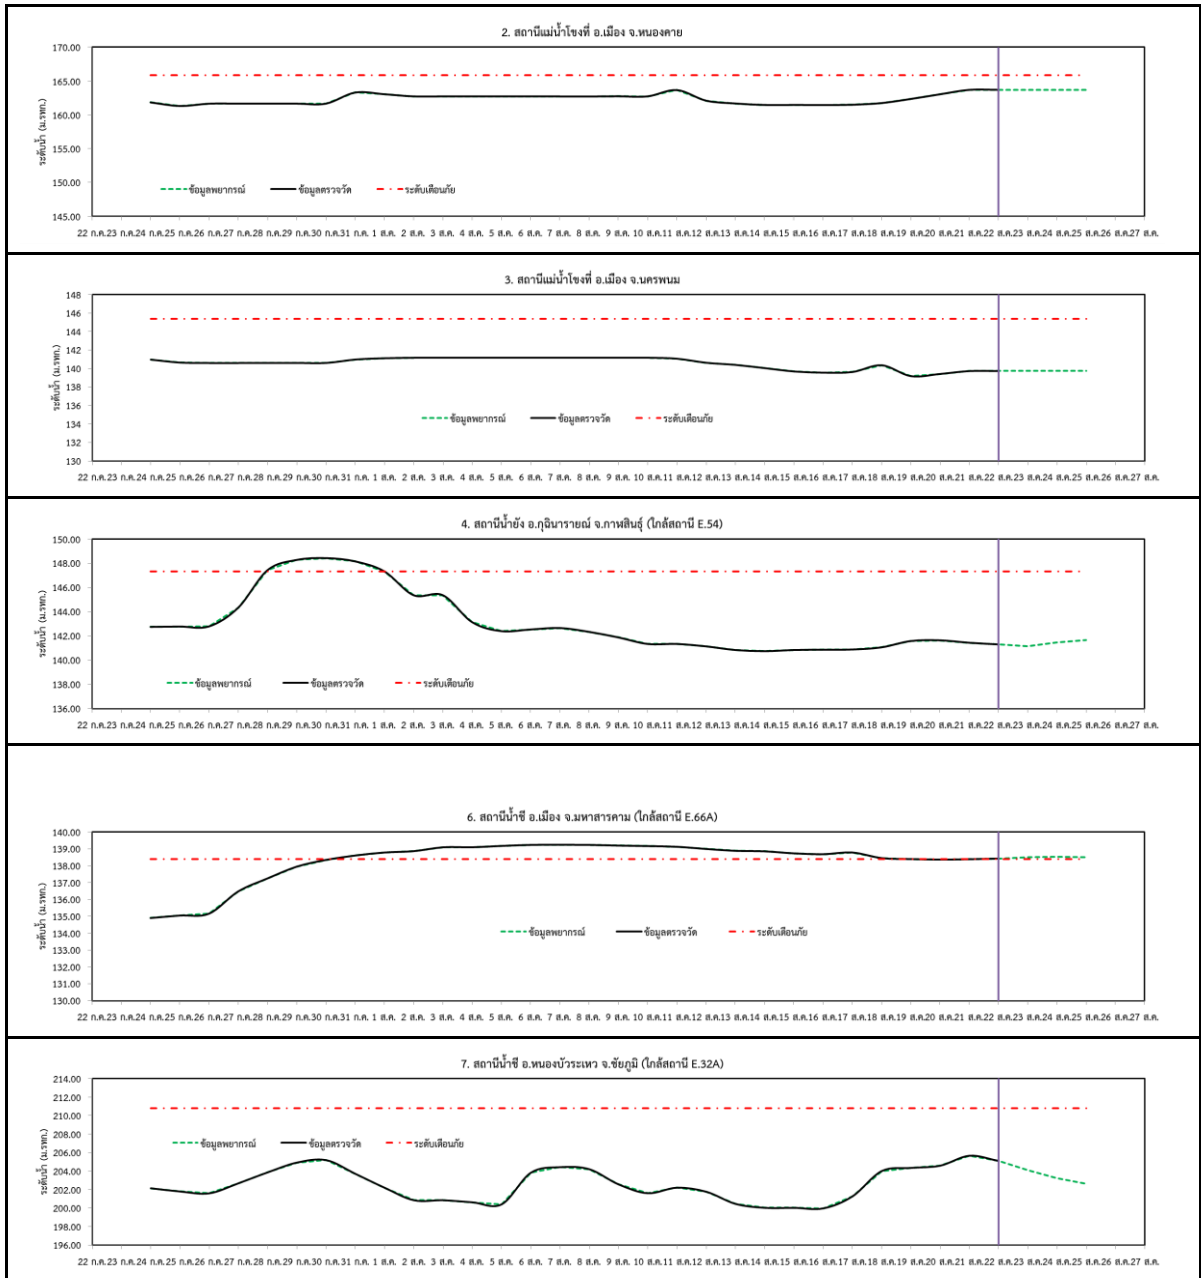 2. สถานีแม่น้ำโขงที่ อ.เมือง จ.หนองคาย
170.00
165.00
160.00
155.00
150.00
145.00
ระดับน้ำ (ม.รทก.)
ข้อมูลพยากรณ์ ข้อมูลตรวจวัด ระดับเตือนภัย
22 ก.ค.23 ก.ค.24 ก.ค.25 ก.ค.26 ก.ค.27 ก.ค.28 ก.ค.29 ก.ค.30 ก.ค.31 ก.ค. 1 ส.ค. 2 ส.ค. 3 ส.ค. 4 ส.ค. 5 ส.ค. 6 ส.ค. 7 ส.ค. 8 ส.ค. 9 ส.ค. 10 ส.ค.11 ส.ค.12 ส.ค.13 ส.ค.14 ส.ค.15 ส.ค.16 ส.ค.17 ส.ค.18 ส.ค.19 ส.ค.20 ส.ค.21 ส.ค.22 ส.ค.23 ส.ค.24 ส.ค.25 ส.ค.26 ส.ค.27 ส.ค.
3. สถานีแม่น้ำโขงที่ อ.เมือง จ.นครพนม
148
146
144
142
140
138
136
134
132
130
ระดับน้ำ (ม.รทก.)
ข้อมูลพยากรณ์ ข้อมูลตรวจวัด ระดับเตือนภัย
22 ก.ค.23 ก.ค.24 ก.ค.25 ก.ค.26 ก.ค.27 ก.ค.28 ก.ค.29 ก.ค.30 ก.ค.31 ก.ค. 1 ส.ค. 2 ส.ค. 3 ส.ค. 4 ส.ค. 5 ส.ค. 6 ส.ค. 7 ส.ค. 8 ส.ค. 9 ส.ค. 10 ส.ค.11 ส.ค.12 ส.ค.13 ส.ค.14 ส.ค.15 ส.ค.16 ส.ค.17 ส.ค.18 ส.ค.19 ส.ค.20 ส.ค.21 ส.ค.22 ส.ค.23 ส.ค.24 ส.ค.25 ส.ค.26 ส.ค.27 ส.ค.
4. สถานีน้ำยัง อ.กุฉินารายณ์ จ.กาฬสินธุ์ (ใกล้สถานี E.54)
150.00
148.00
146.00
144.00
142.00
140.00
138.00
136.00
ระดับน้ำ (ม.รทก.)
ข้อมูลพยากรณ์ ข้อมูลตรวจวัด ระดับเตือนภัย
22 ก.ค.23 ก.ค.24 ก.ค.25 ก.ค.26 ก.ค.27 ก.ค.28 ก.ค.29 ก.ค.30 ก.ค.31 ก.ค. 1 ส.ค. 2 ส.ค. 3 ส.ค. 4 ส.ค. 5 ส.ค. 6 ส.ค. 7 ส.ค. 8 ส.ค. 9 ส.ค. 10 ส.ค.11 ส.ค.12 ส.ค.13 ส.ค.14 ส.ค.15 ส.ค.16 ส.ค.17 ส.ค.18 ส.ค.19 ส.ค.20 ส.ค.21 ส.ค.22 ส.ค.23 ส.ค.24 ส.ค.25 ส.ค.26 ส.ค.27 ส.ค.
6. สถานีน้ำชี อ.เมือง จ.มหาสารคาม (ใกล้สถานี E.66A)
140.00
139.00
138.00
137.00
136.00
135.00
134.00
133.00
132.00
131.00
130.00
ระดับน้ำ (ม.รทก.)
ข้อมูลพยากรณ์ ข้อมูลตรวจวัด ระดับเตือนภัย
22 ก.ค.23 ก.ค.24 ก.ค.25 ก.ค.26 ก.ค.27 ก.ค.28 ก.ค.29 ก.ค.30 ก.ค.31 ก.ค. 1 ส.ค. 2 ส.ค. 3 ส.ค. 4 ส.ค. 5 ส.ค. 6 ส.ค. 7 ส.ค. 8 ส.ค. 9 ส.ค. 10 ส.ค.11 ส.ค.12 ส.ค.13 ส.ค.14 ส.ค.15 ส.ค.16 ส.ค.17 ส.ค.18 ส.ค.19 ส.ค.20 ส.ค.21 ส.ค.22 ส.ค.23 ส.ค.24 ส.ค.25 ส.ค.26 ส.ค.27 ส.ค.
7. สถานีน้ำชี อ.หนองบัวระเหว จ.ชัยภูมิ (ใกล้สถานี E.32A)
214.00
212.00
210.00
208.00
206.00
204.00
202.00
200.00
198.00
196.00
ระดับน้ำ (ม.รทก.)
ข้อมูลพยากรณ์ ข้อมูลตรวจวัด ระดับเตือนภัย
22 ก.ค.23 ก.ค.24 ก.ค.25 ก.ค.26 ก.ค.27 ก.ค.28 ก.ค.29 ก.ค.30 ก.ค.31 ก.ค. 1 ส.ค. 2 ส.ค. 3 ส.ค. 4 ส.ค. 5 ส.ค. 6 ส.ค. 7 ส.ค. 8 ส.ค. 9 ส.ค. 10 ส.ค.11 ส.ค.12 ส.ค.13 ส.ค.14 ส.ค.15 ส.ค.16 ส.ค.17 ส.ค.18 ส.ค.19 ส.ค.20 ส.ค.21 ส.ค.22 ส.ค.23 ส.ค.24 ส.ค.25 ส.ค.26 ส.ค.27 ส.ค.